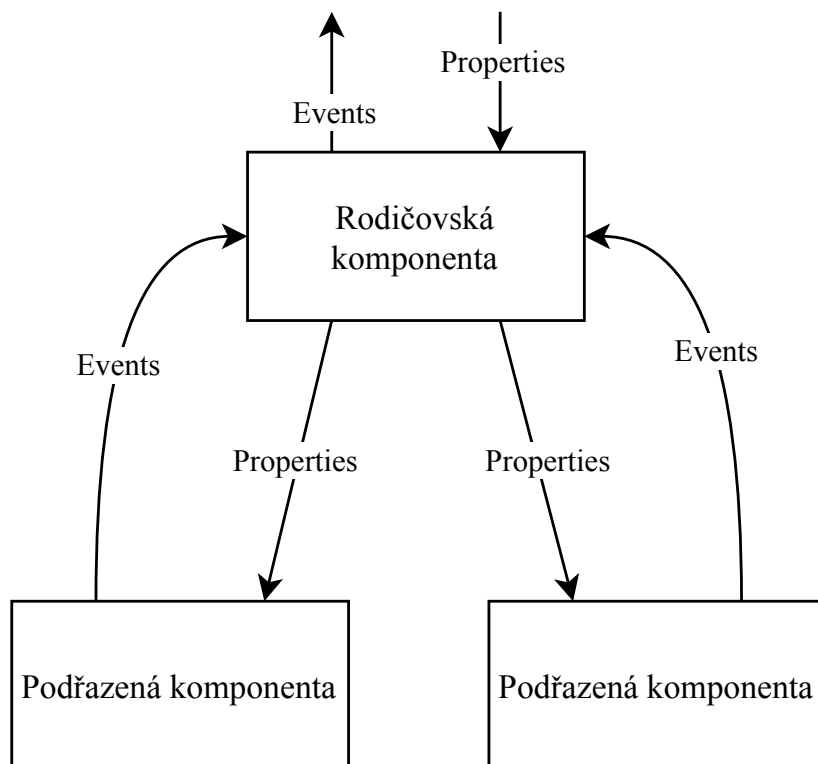 Properties
Events
Rodičovská
komponenta
Events
Events
Properties
Properties
Podřazená komponenta
Podřazená komponenta